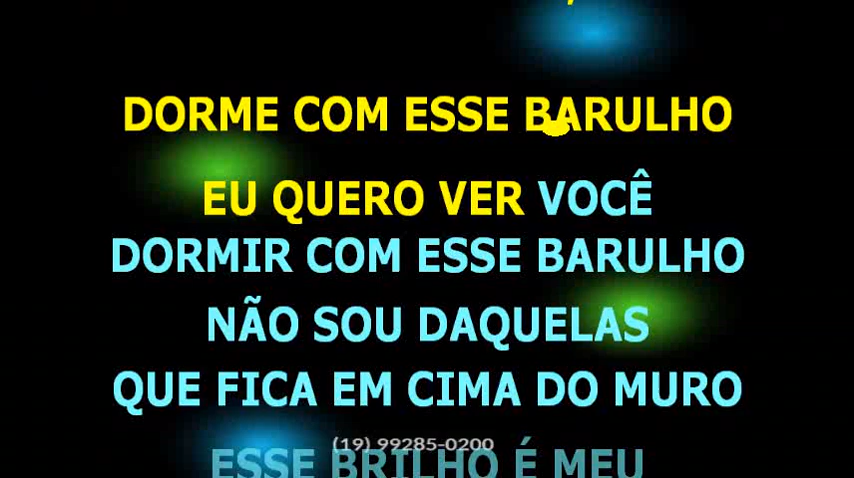 DORME COM ESSE BARULHO
EU QUERO VER VOCÊ
DORMIR COM ESSE BARULHO
NÃO SOU DAQUELAS
QUE FICA EM CIMA DO MURO
(19) 99285-0200
ESSE BRILHO É MEU